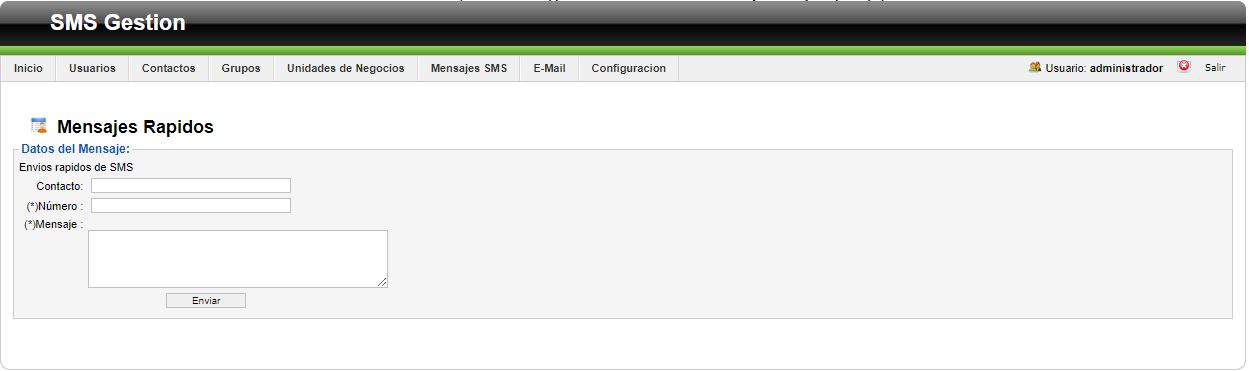 SMS Gestion
Inicio Usuarios Contactos Grupos Unidades de Negocios Mensajes SMS E-Mail Configuracion Usuario: administrador Salir
Mensajes Rapidos
Datos del Mensaje:
Envios rapidos de SMS
Contacto:
(*)Número :
(*)Mensaje :
Enviar